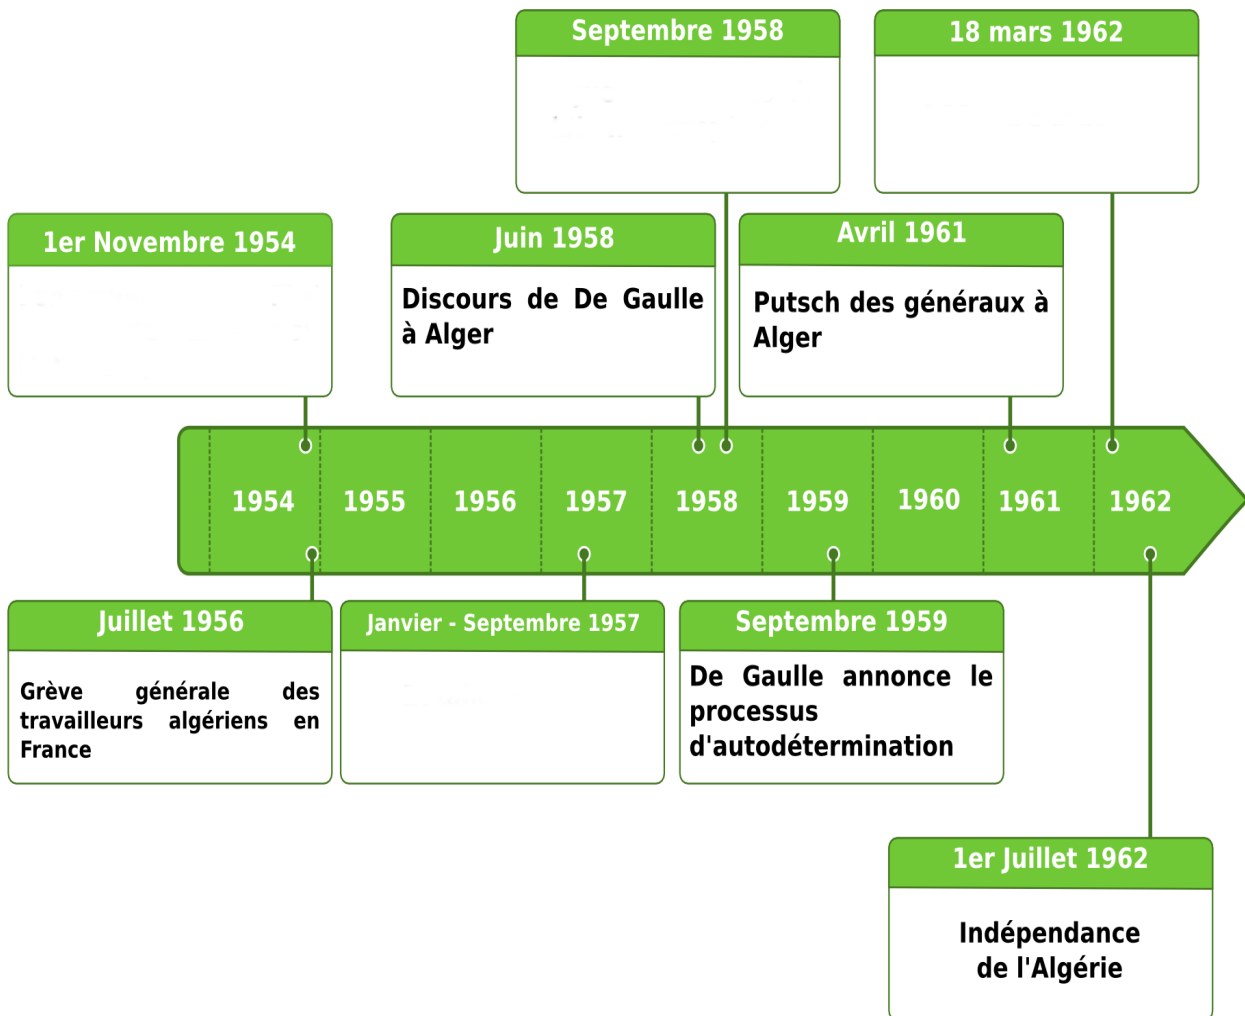 Septembre 1958
18 mars 1962
1er Novembre 1954
Juin 1958
Discours de De Gaulle
à Alger
Avril 1961
Putsch des généraux à
Alger
1954
1955
1956
1957
1958
1959
1960
1961
1962
Juillet 1956
Grève générale des
travailleurs algériens en
France
Janvier - Septembre 1957
Septembre 1959
De Gaulle annonce le
processus
d'autodétermination
1er Juillet 1962
Indépendance
de l'Algérie